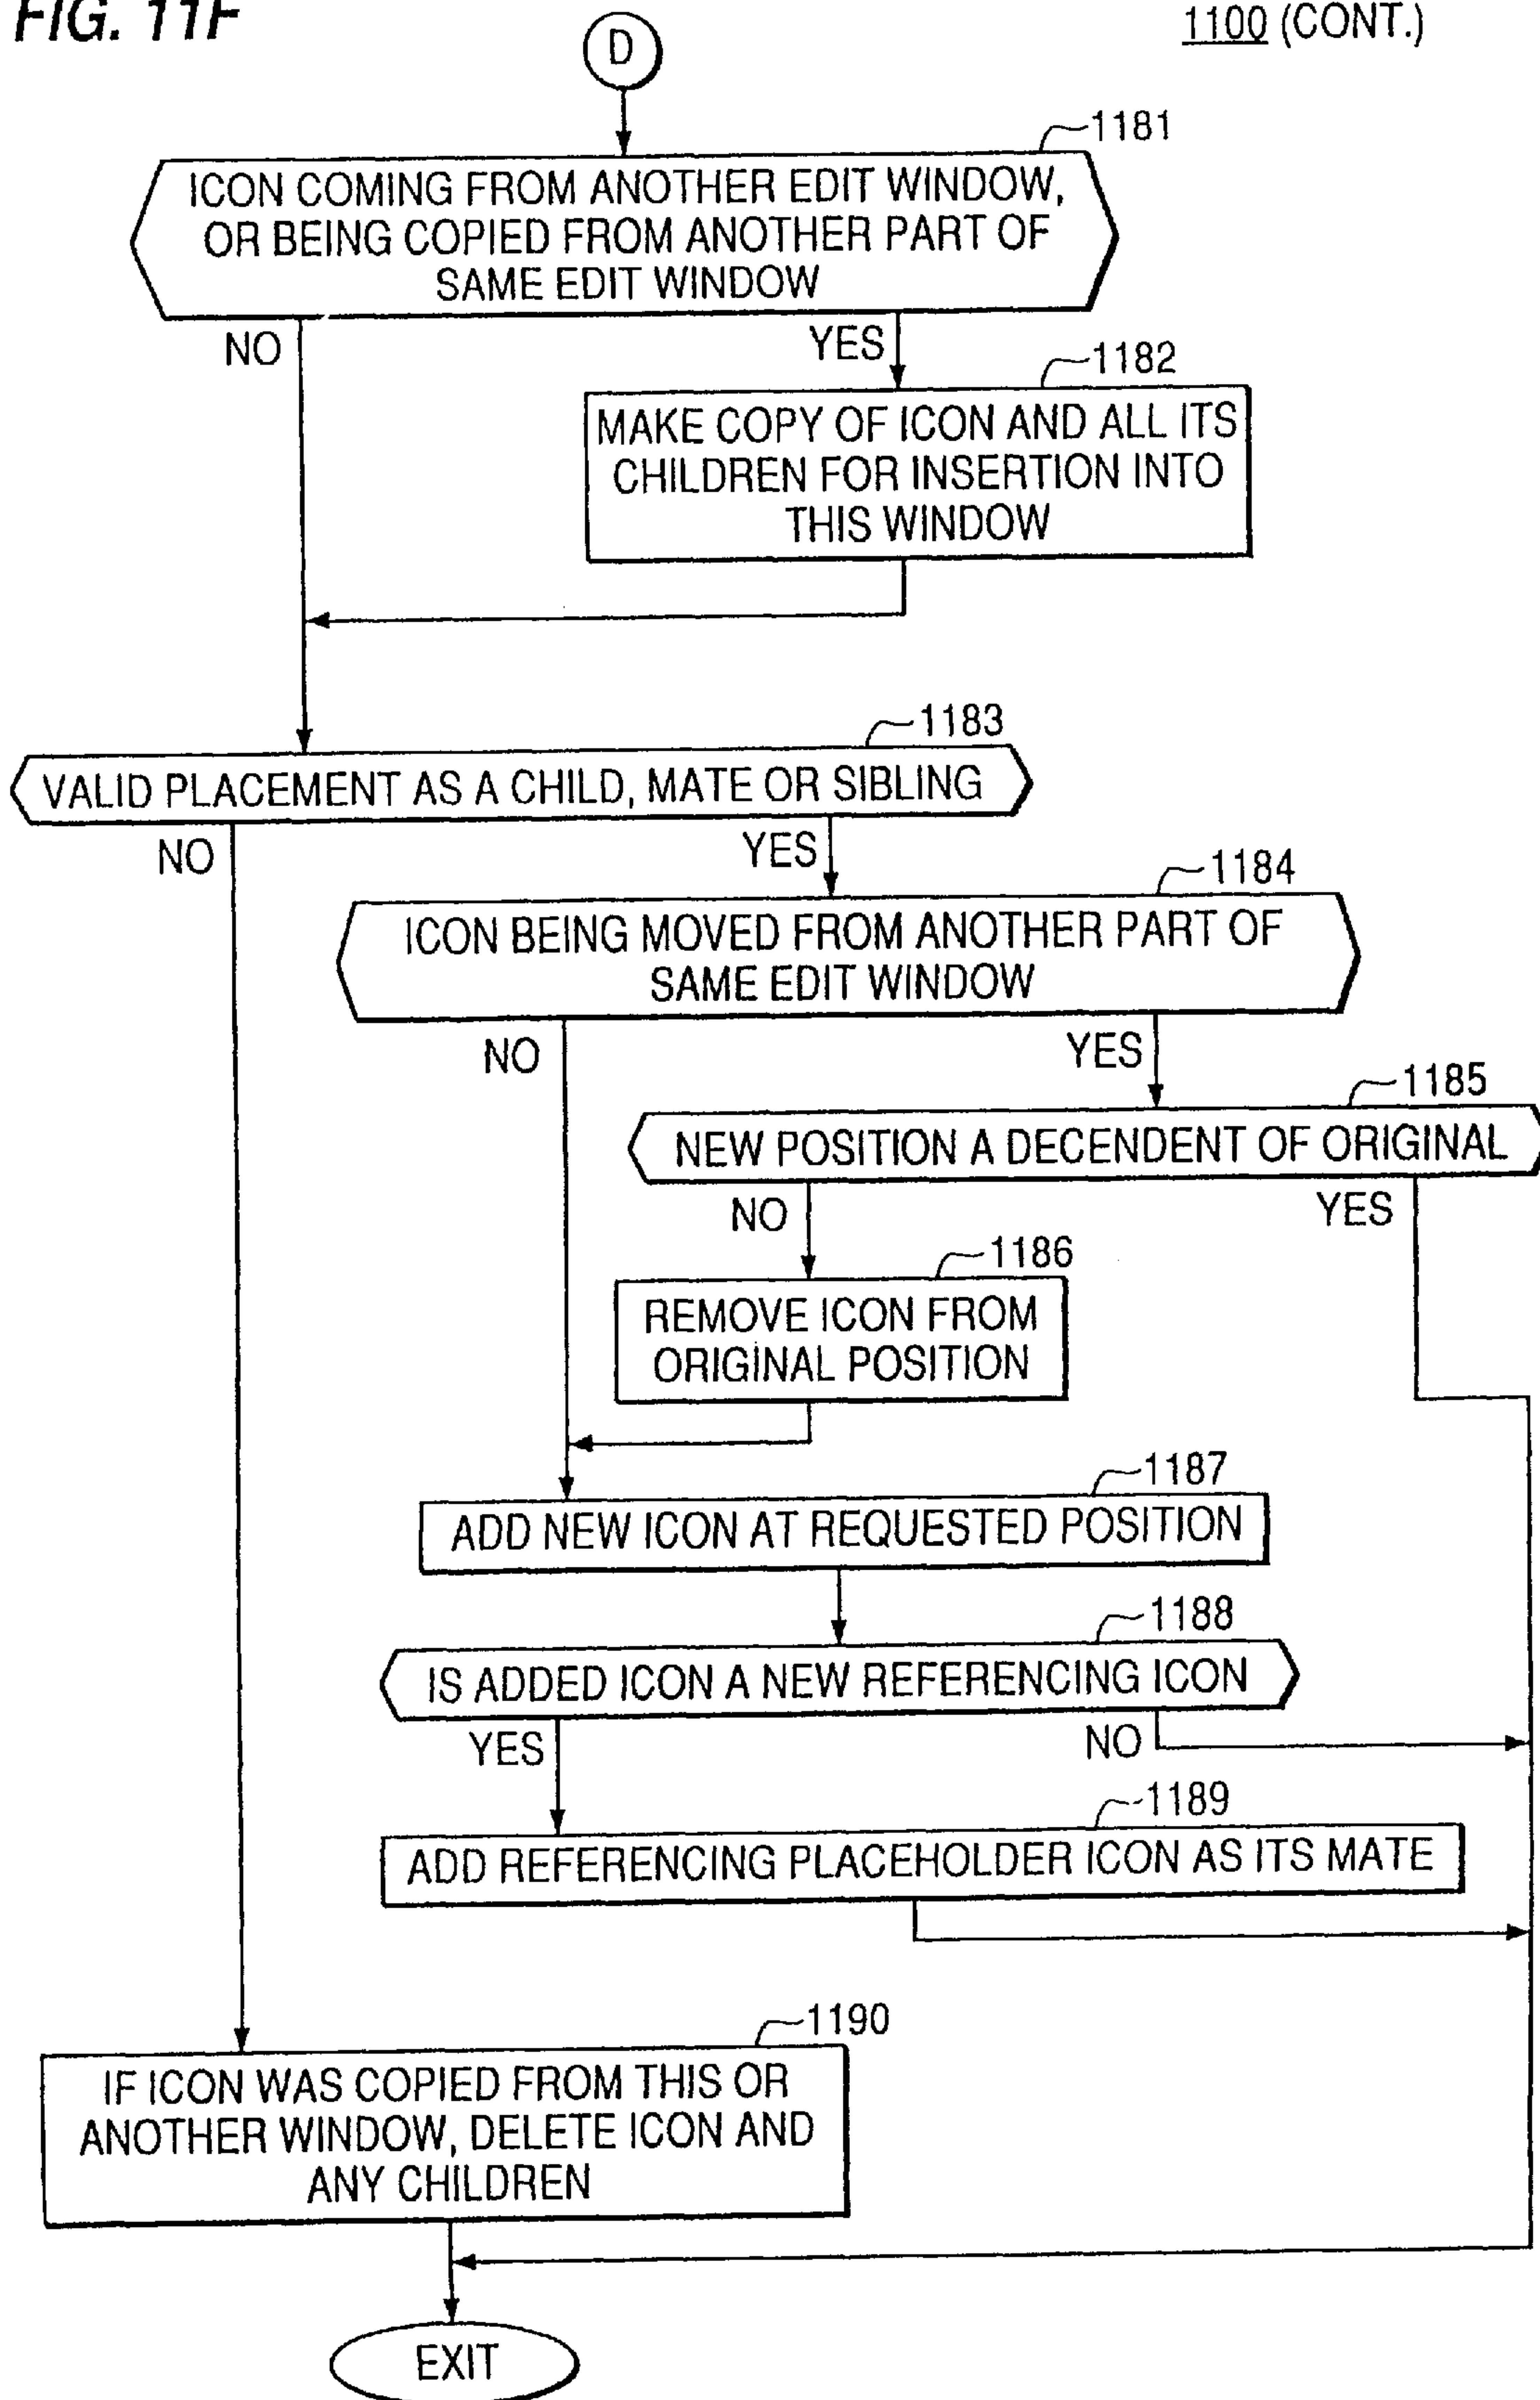 FIG. 11F
1100 (CONT.)
D
1181
ICON COMING FROM ANOTHER EDIT WINDOW,
OR BEING COPIED FROM ANOTHER PART OF
SAME EDIT WINDOW
NO
YES
1182
MAKE COPY OF ICON AND ALL ITS
CHILDREN FOR INSERTION INTO
THIS WINDOW
1183
VALID PLACEMENT AS A CHILD, MATE OR SIBLING
NO
YES
1184
ICON BEING MOVED FROM ANOTHER PART OF
SAME EDIT WINDOW
NO
YES
1185
NEW POSITION A DECENDENT OF ORIGINAL
NO
YES
1186
REMOVE ICON FROM
ORIGINAL POSITION
1187
ADD NEW ICON AT REQUESTED POSITION
1188
IS ADDED ICON A NEW REFERENCING ICON
YES
NO
1189
ADD REFERENCING PLACEHOLDER ICON AS ITS MATE
1190
IF ICON WAS COPIED FROM THIS OR
ANOTHER WINDOW, DELETE ICON AND
ANY CHILDREN
EXIT